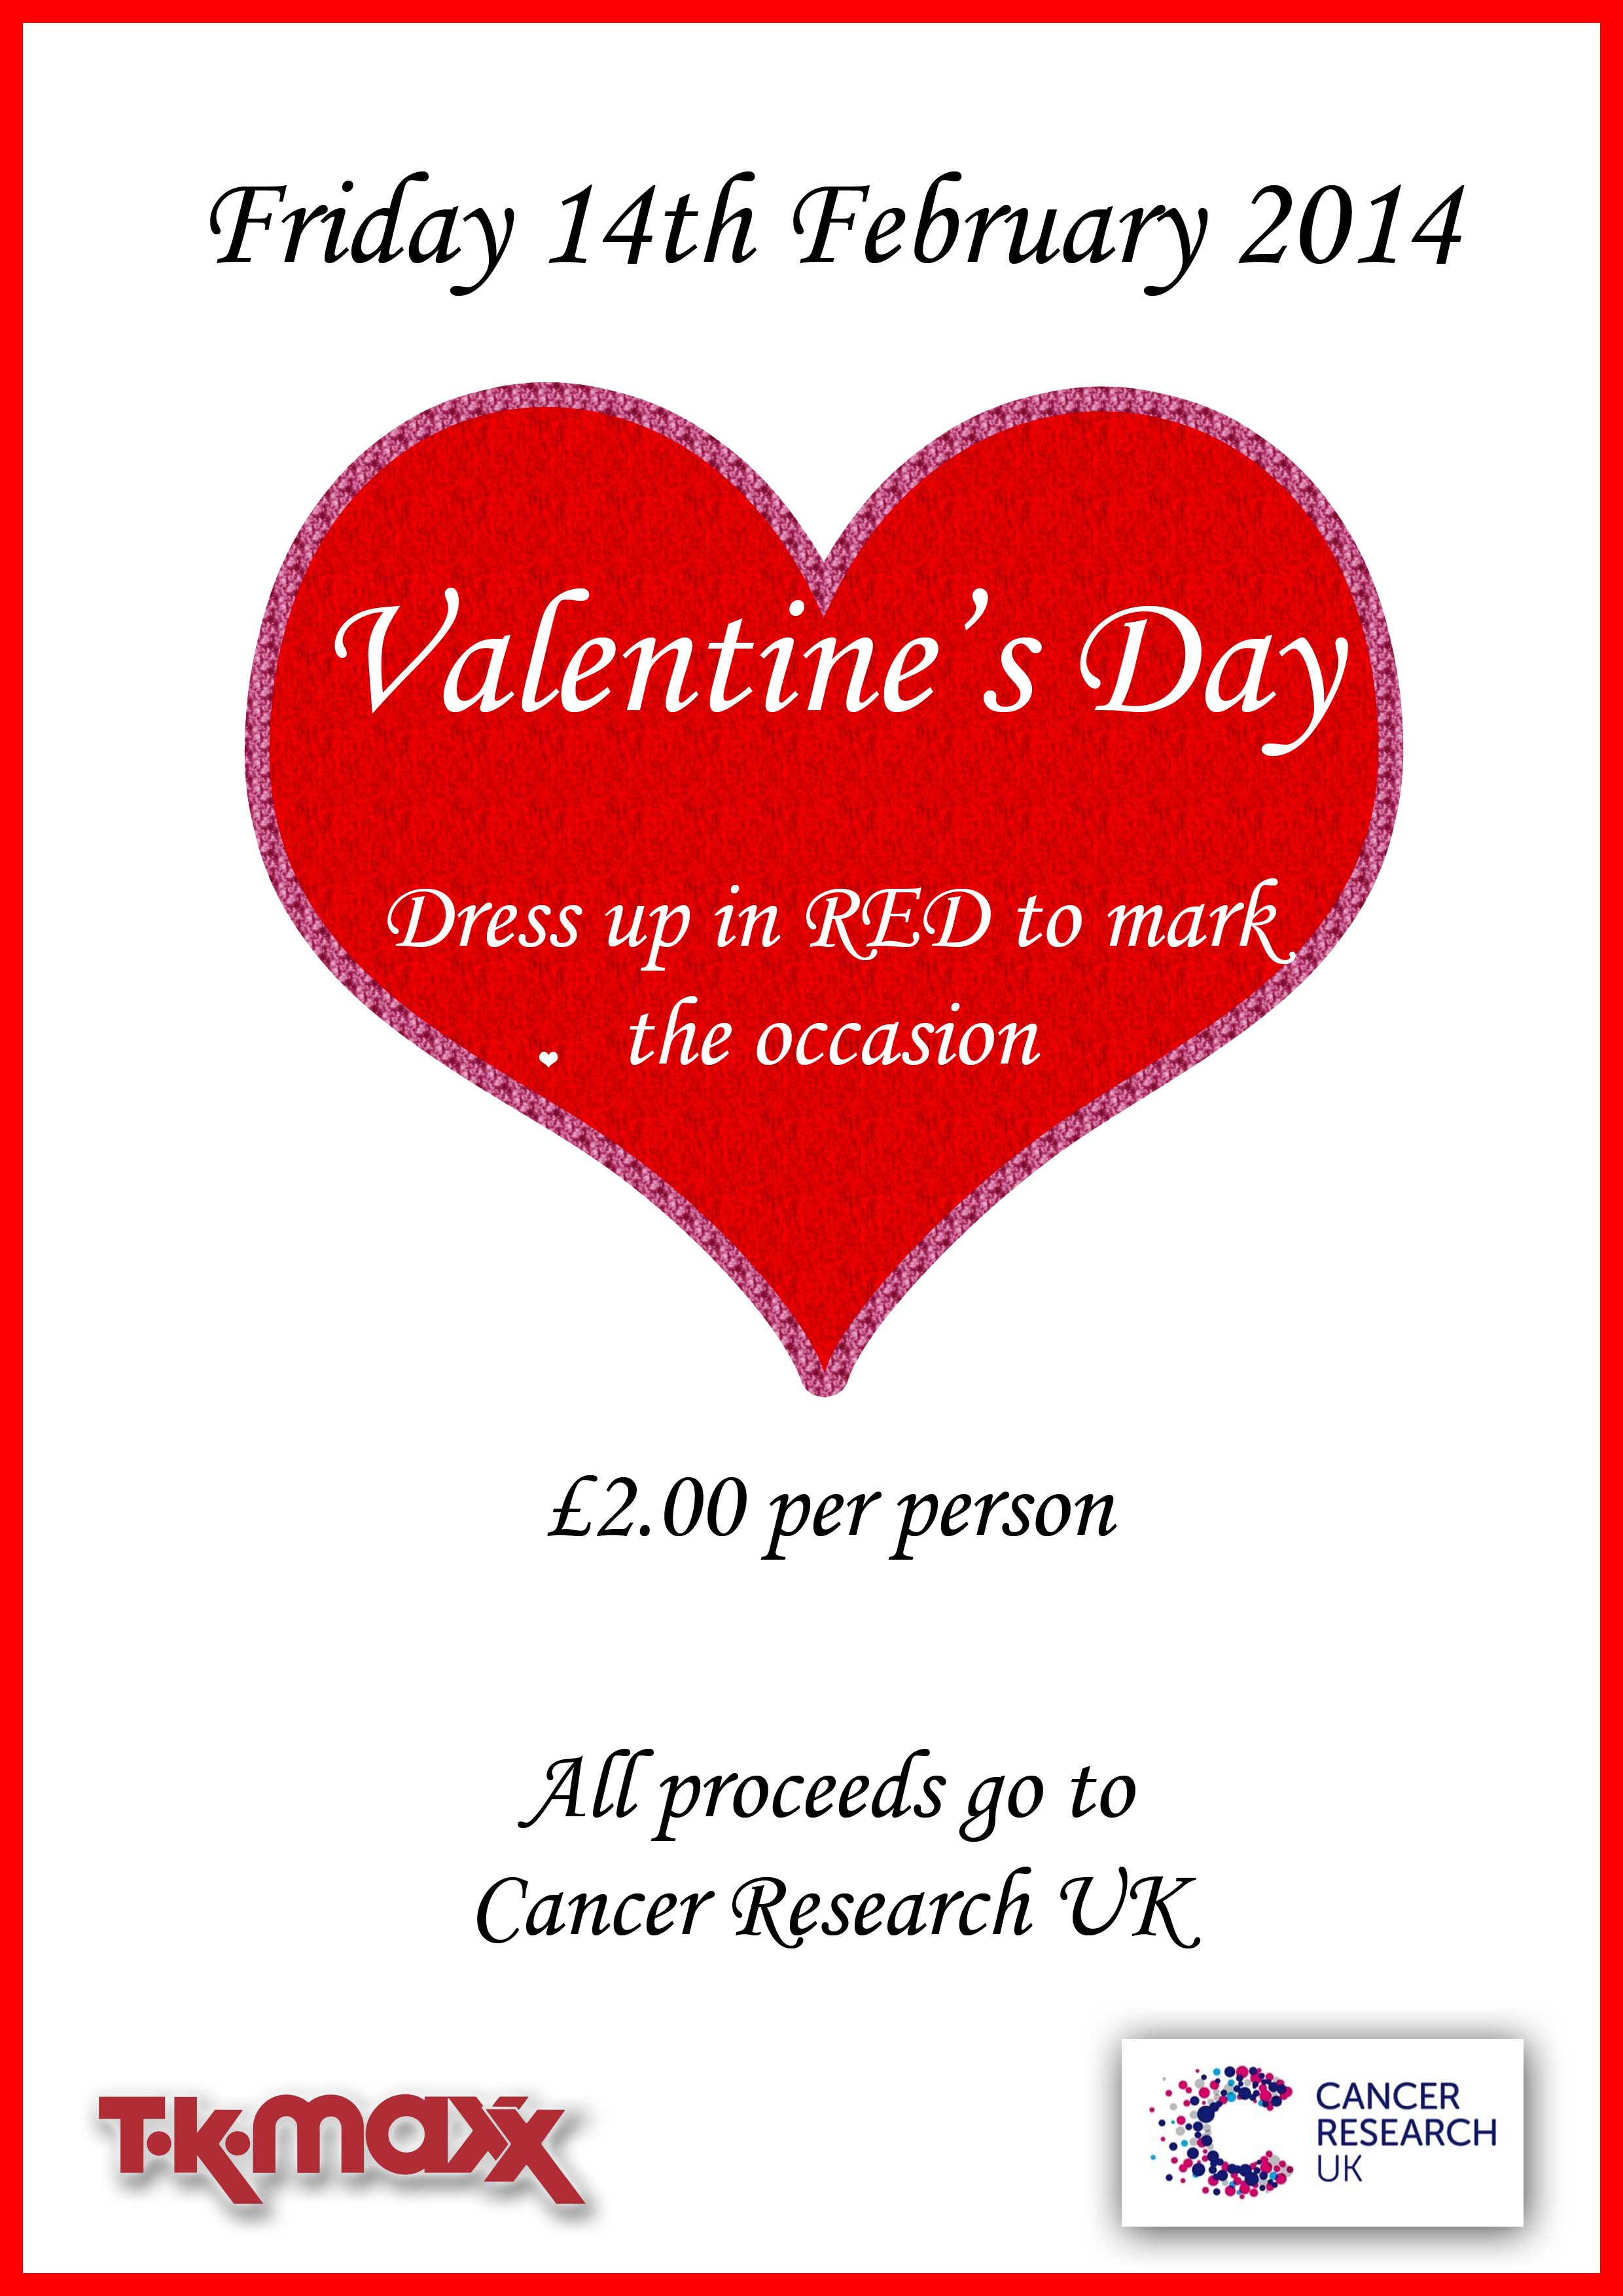 Friday 14th February 2014
Valentine's Day
Dress up in RED to mark
the occasion
£2.00 per person
All proceeds go to
Cancer Research UK
T·K·maxx
CANCER
RESEARCH
UK